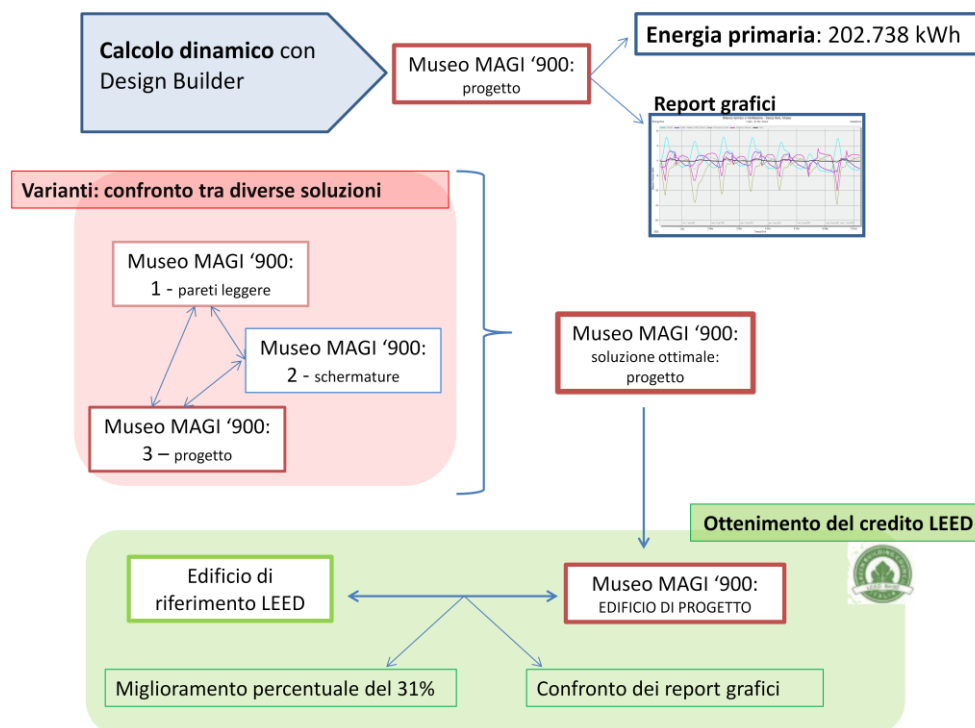 Calcolo dinamico con
Design Builder
Museo MAGI ‘900:
progetto
Energia primaria: 202.738 kWh
Report grafici
Varianti: confronto tra diverse soluzioni
Museo MAGI ‘900:
1 - pareti leggere
Museo MAGI ‘900:
2 - schermature
Museo MAGI ‘900:
3 – progetto
Museo MAGI ‘900:
soluzione ottimale:
progetto
Ottenimento del credito LEED
Edificio di
riferimento LEED
Museo MAGI ‘900:
EDIFICIO DI PROGETTO
Miglioramento percentuale del 31%
Confronto dei report grafici